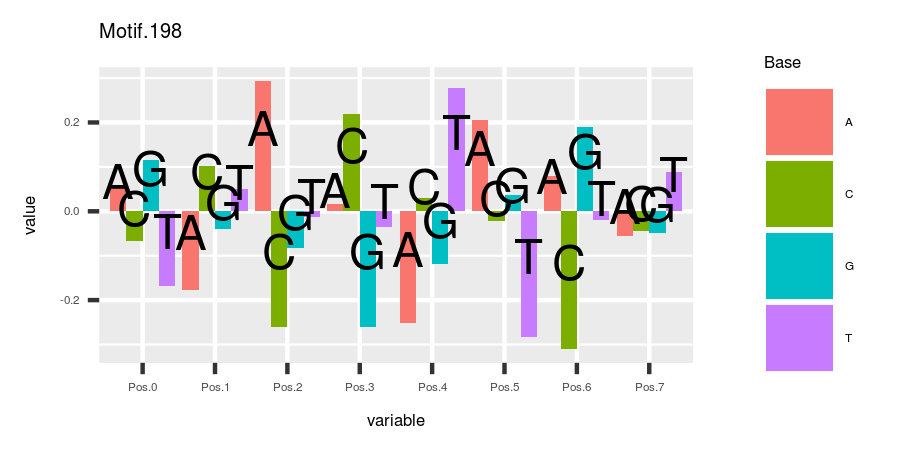 Motif.198
value
0.2
0.0
-0.2
A C G T A C G T A C G T A C G T A C G T A C G T A C G T A C G T
Pos.0 Pos.1 Pos.2 Pos.3 Pos.4 Pos.5 Pos.6 Pos.7
variable
Base
A
C
G
T